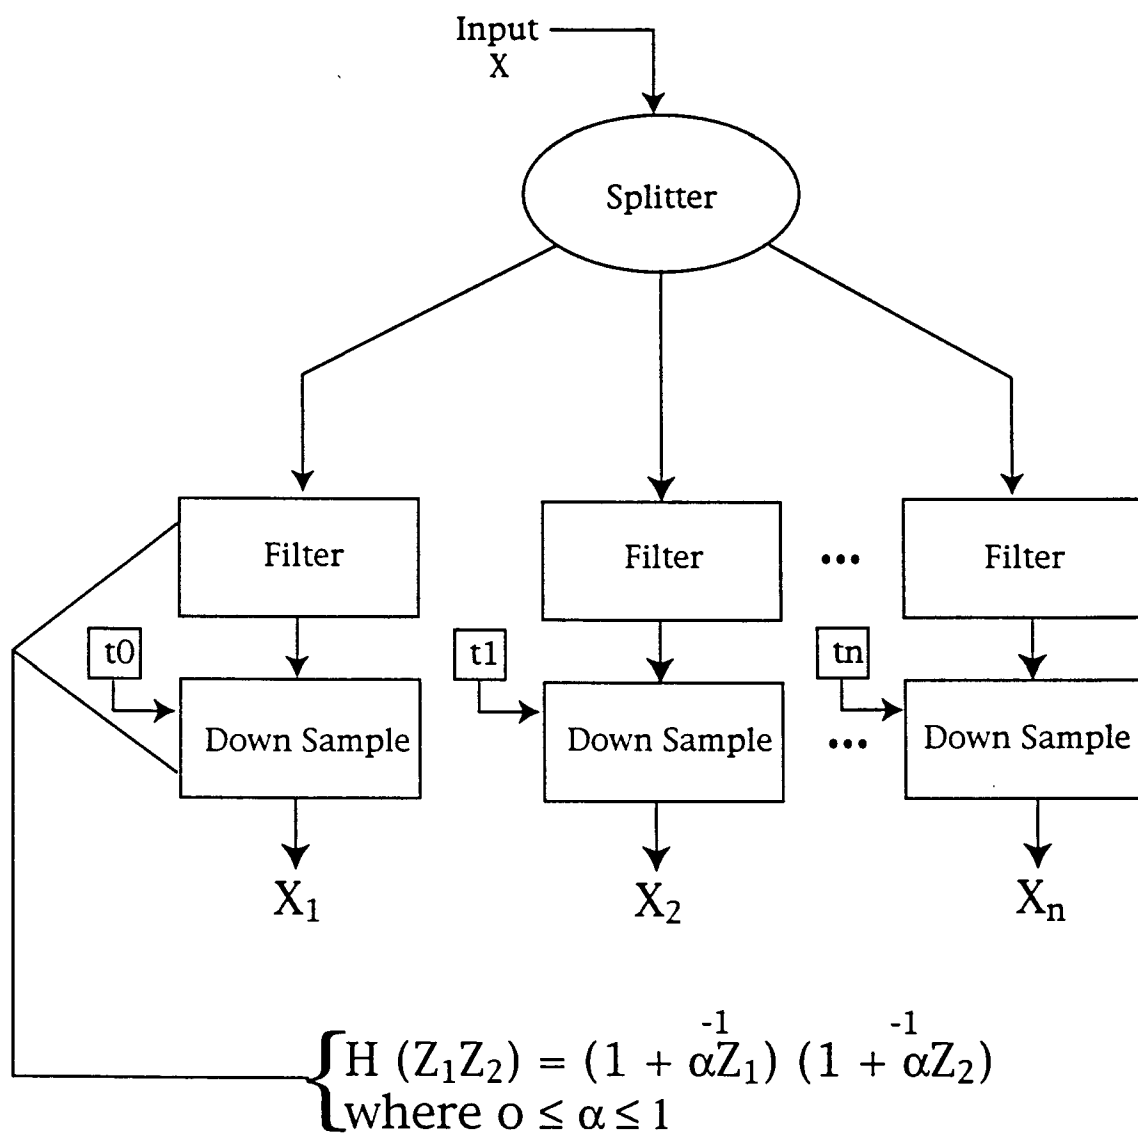 Input
X
Splitter
Filter
Filter
...
Filter
t0
t1
tn
Down Sample
Down Sample
...
Down Sample
X₁
X₂
Xₙ
-1 -1
H (Z₁Z₂) = (1 + αZ₁) (1 + αZ₂)
where o ≤ α ≤ 1